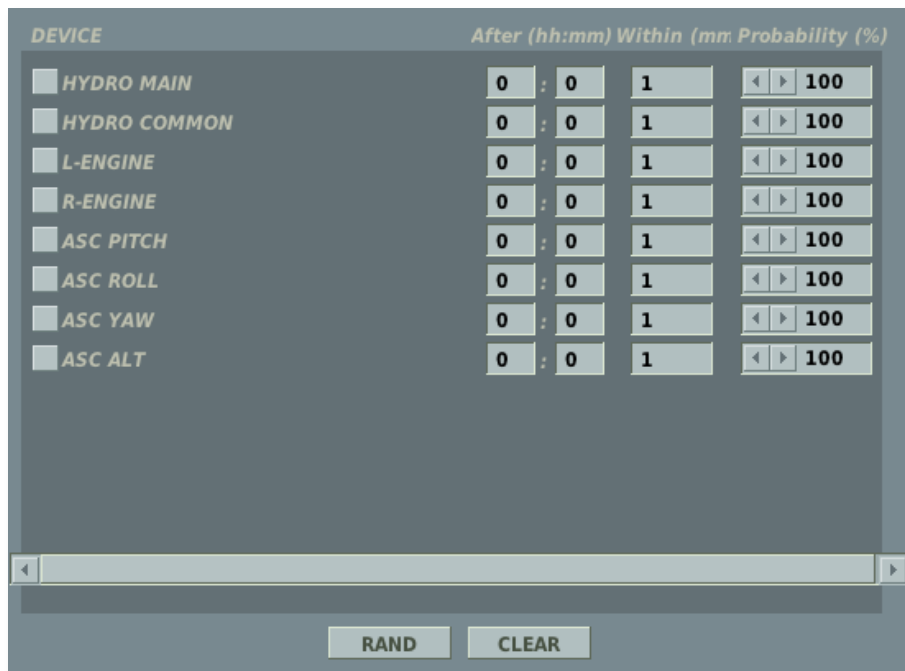 DEVICE After (hh:mm) Within (mm Probability (%)
HYDRO MAIN 0 : 0 1 100
HYDRO COMMON 0 : 0 1 100
L-ENGINE 0 : 0 1 100
R-ENGINE 0 : 0 1 100
ASC PITCH 0 : 0 1 100
ASC ROLL 0 : 0 1 100
ASC YAW 0 : 0 1 100
ASC ALT 0 : 0 1 100
RAND CLEAR